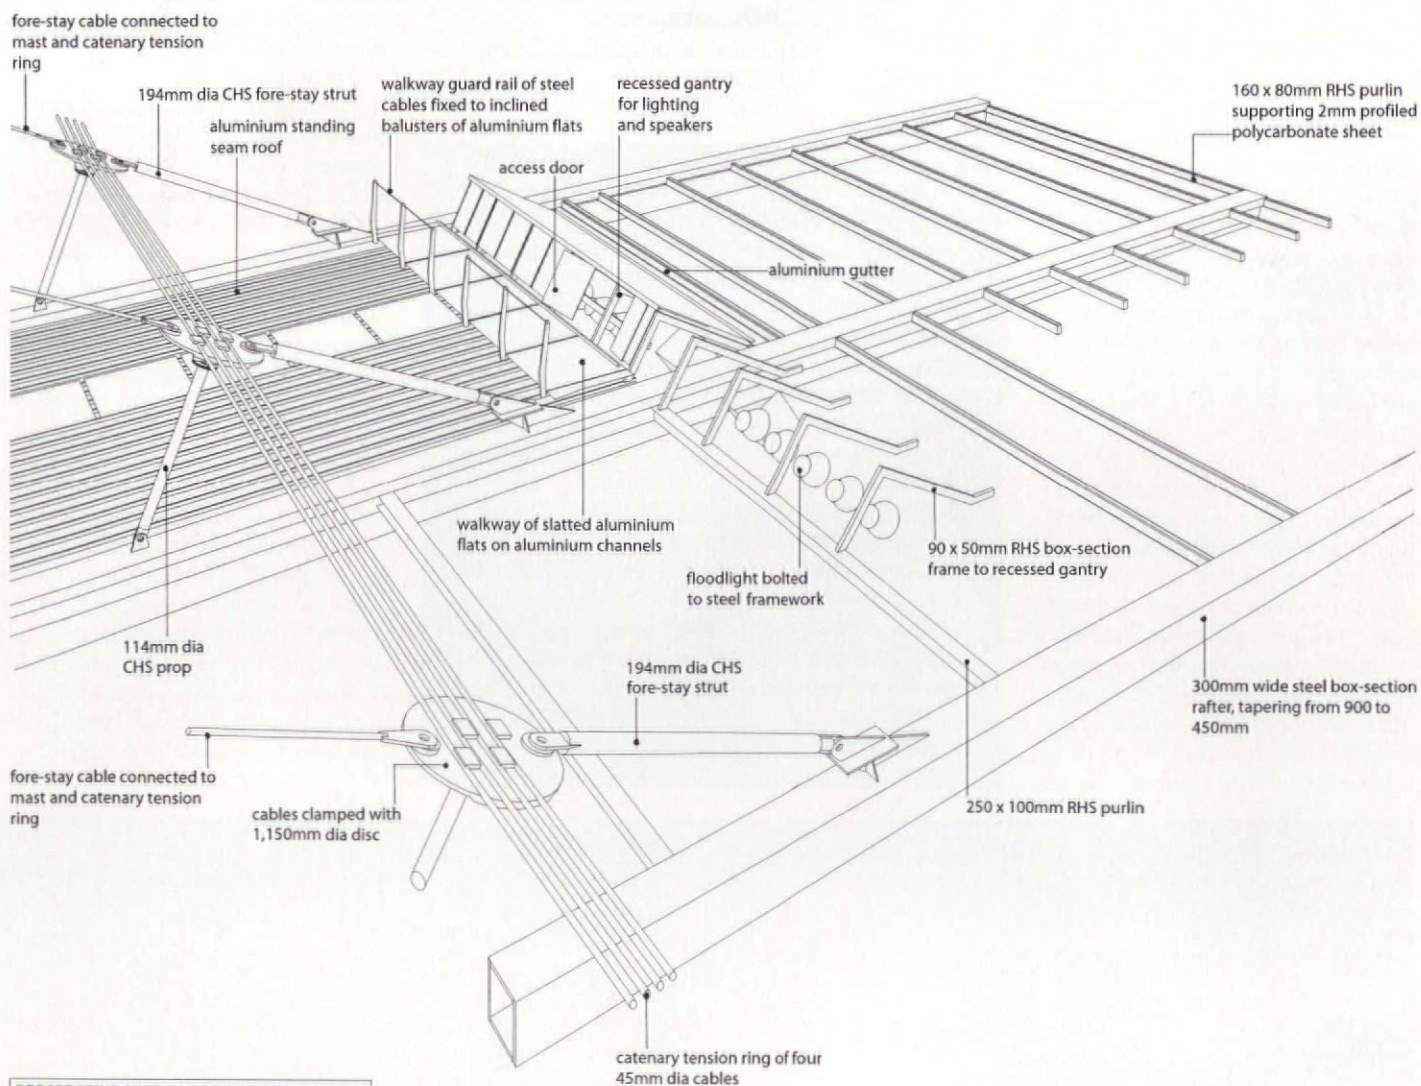 fore-stay cable connected to
mast and catenary tension
ring
194mm dia CHS fore-stay strut
aluminium standing
seam roof
walkway guard rail of steel
cables fixed to inclined
balusters of aluminium flats
recessed gantry
for lighting
and speakers
access door
160 x 80mm RHS purlin
supporting 2mm profiled
polycarbonate sheet
aluminium gutter
walkway of slatted aluminium
flats on aluminium channels
floodlight bolted
to steel framework
90 x 50mm RHS box-section
frame to recessed gantry
114mm dia
CHS prop
194mm dia CHS
fore-stay strut
300mm wide steel box-section
rafter, tapering from 900 to
450mm
fore-stay cable connected to
mast and catenary tension
ring
cables clamped with
1,150mm dia disc
250 x 100mm RHS purlin
catenary tension ring of four
45mm dia cables